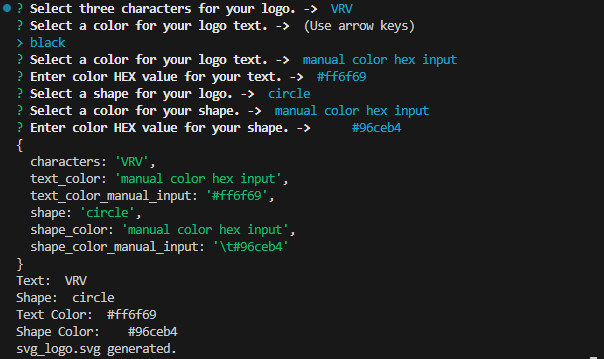 ? Select three characters for your logo. -> VRV
? Select a color for your logo text. -> (Use arrow keys)
> black
? Select a color for your logo text. -> manual color hex input
? Enter color HEX value for your text. -> #ff6f69
? Select a shape for your logo. -> circle
? Select a color for your shape. -> manual color hex input
? Enter color HEX value for your shape. -> #96ceb4
{
  characters: 'VRV',
  text_color: 'manual color hex input',
  text_color_manual_input: '#ff6f69',
  shape: 'circle',
  shape_color: 'manual color hex input',
  shape_color_manual_input: '\t#96ceb4'
}
Text:  VRV
Shape:  circle
Text Color:  #ff6f69
Shape Color:    #96ceb4
svg_logo.svg generated.